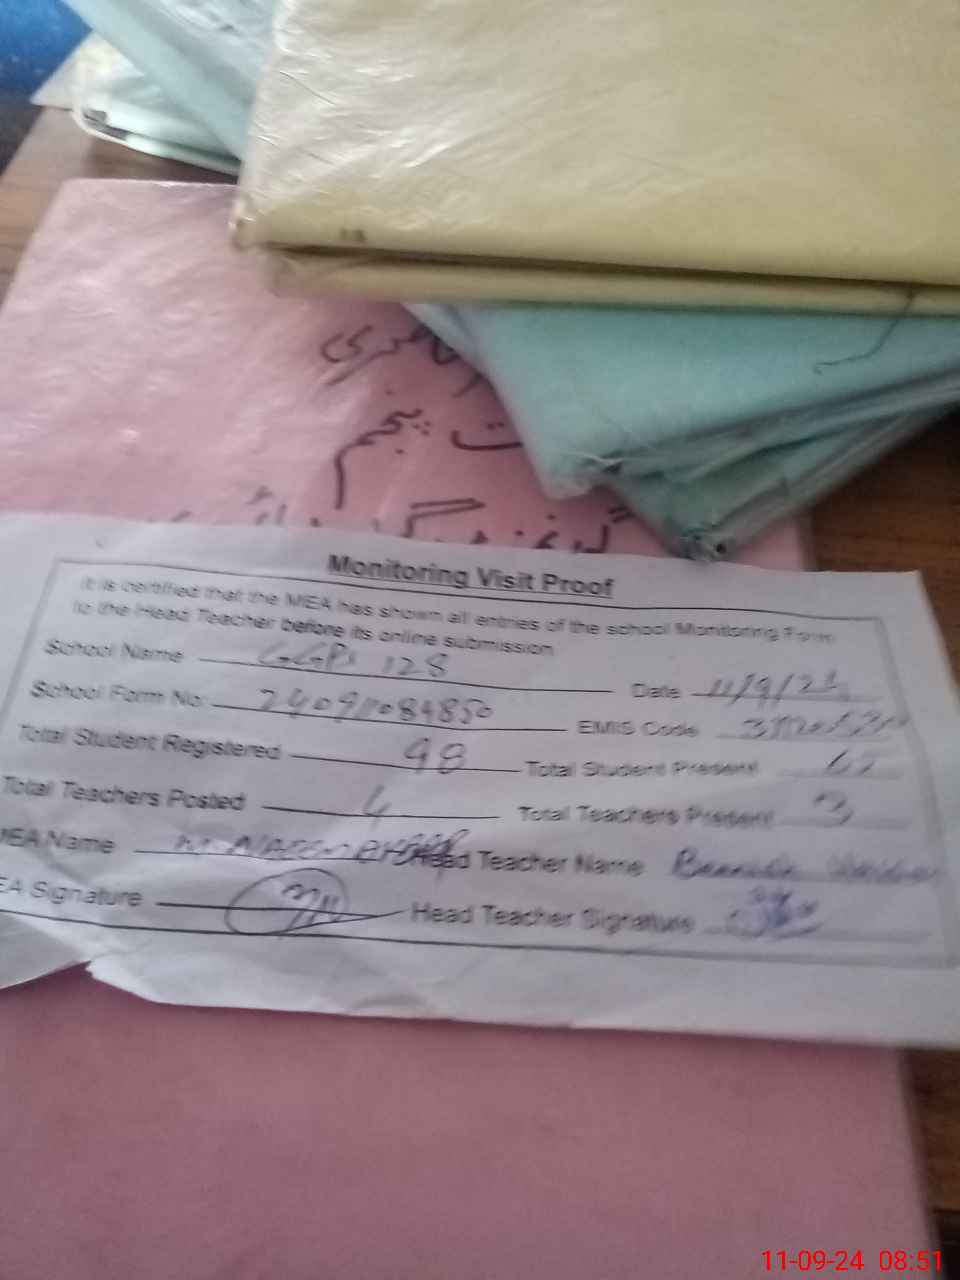 پنجم
Monitoring Visit Proof
It is certified that the MEA has shown all entries of the school Monitoring Form
to the Head Teacher before its online submission
School Name GGPS 128 Date 11/9/24
School Form No. 240911084850 EMIS Code
Total Student Registered 98 Total Student Present
Total Teachers Posted 4 Total Teachers Present 3
MEA Name M. Naeem Head Teacher Name
EA Signature Head Teacher Signature
11-09-24 08:51